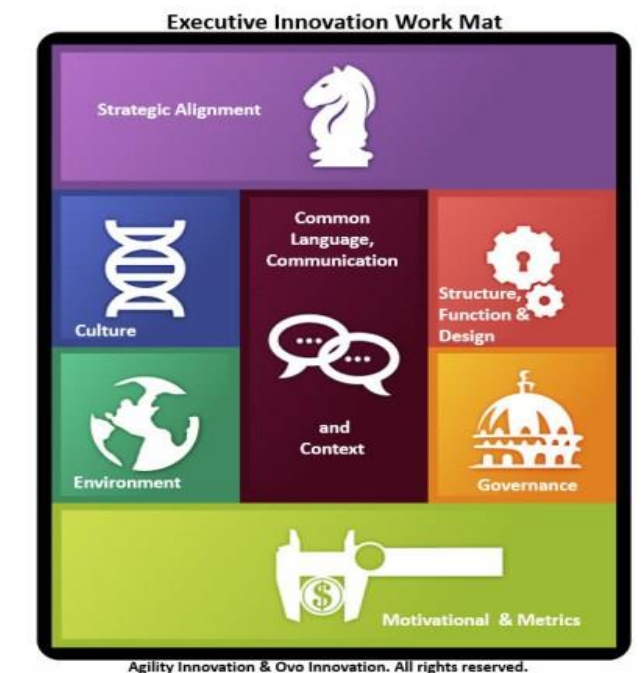 Executive Innovation Work Mat
Strategic Alignment
Common
Language,
Communication
Culture
Structure,
Function &
Design
and
Context
Environment
Governance
$
Motivational & Metrics
Agility Innovation & Ovo Innovation. All rights reserved.